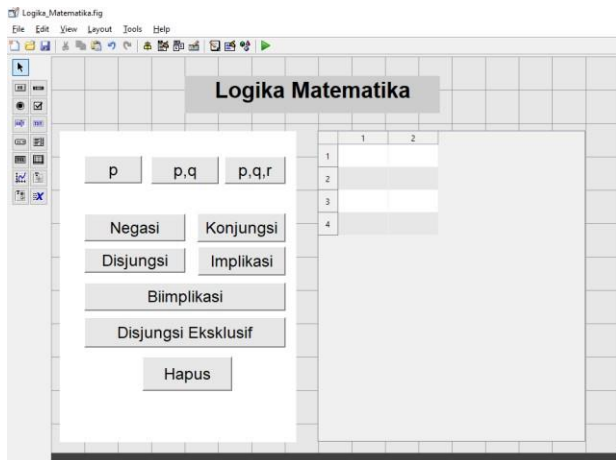 Logika_Matematika.fig
File Edit View Layout Tools Help
Logika Matematika
p p,q p,q,r
Negasi Konjungsi
Disjungsi Implikasi
Biimplikasi
Disjungsi Eksklusif
Hapus
1 2
1
2
3
4